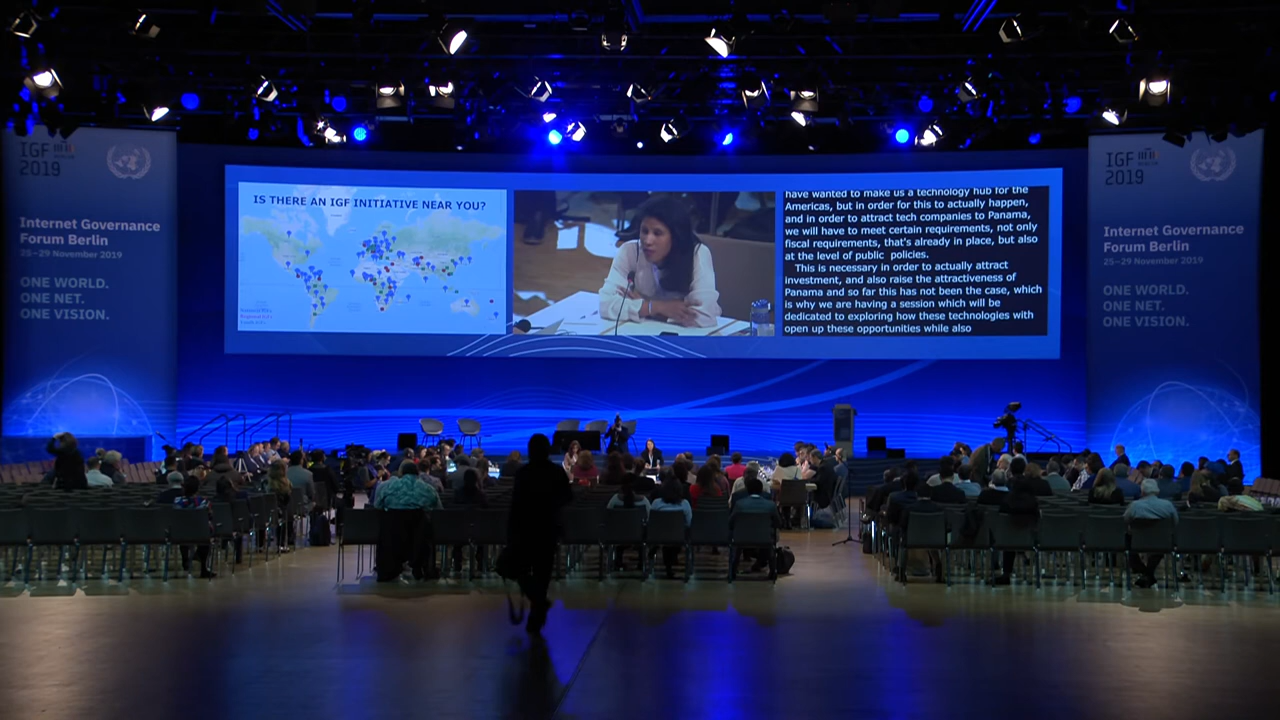 IGF
2019
Internet Governance
Forum Berlin
25–29 November 2019
ONE WORLD.
ONE NET.
ONE VISION.
IS THERE AN IGF INITIATIVE NEAR YOU?
have wanted to make us a technology hub for the
Americas, but in order for this to actually happen,
and in order to attract tech companies to Panama,
we will have to meet certain requirements, not only
fiscal requirements, that's already in place, but also
at the level of public policies.
This is necessary in order to actually attract
investment, and also raise the attractiveness of
Panama and so far this has not been the case, which
is why we are having a session which will be
dedicated to exploring how these technologies with
open up these opportunities while also
IGF
2019
Internet Governance
Forum Berlin
25–29 November 2019
ONE WORLD.
ONE NET.
ONE VISION.